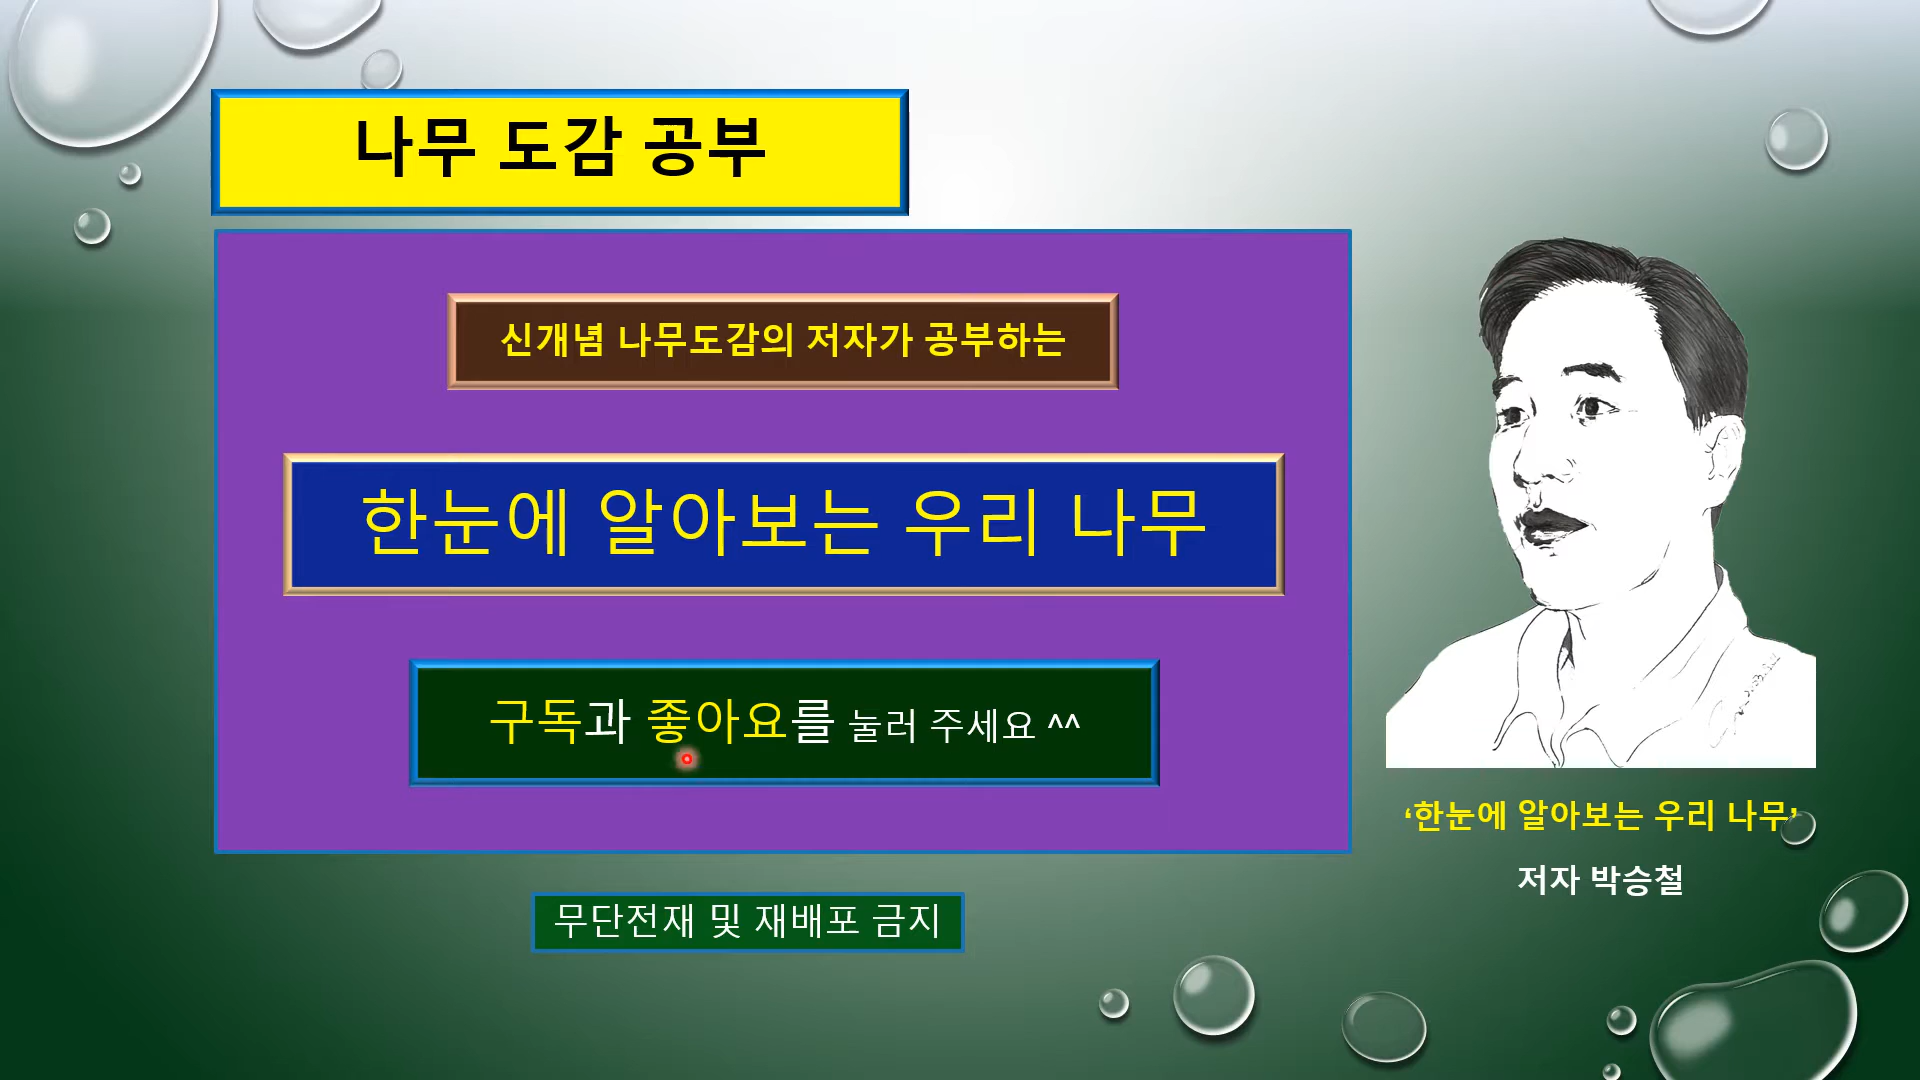 나무 도감 공부
신개념 나무도감의 저자가 공부하는
한눈에 알아보는 우리 나무
구독과 좋아요를 눌러 주세요 ^^
‘한눈에 알아보는 우리 나무’
저자 박승철
무단전재 및 재배포 금지